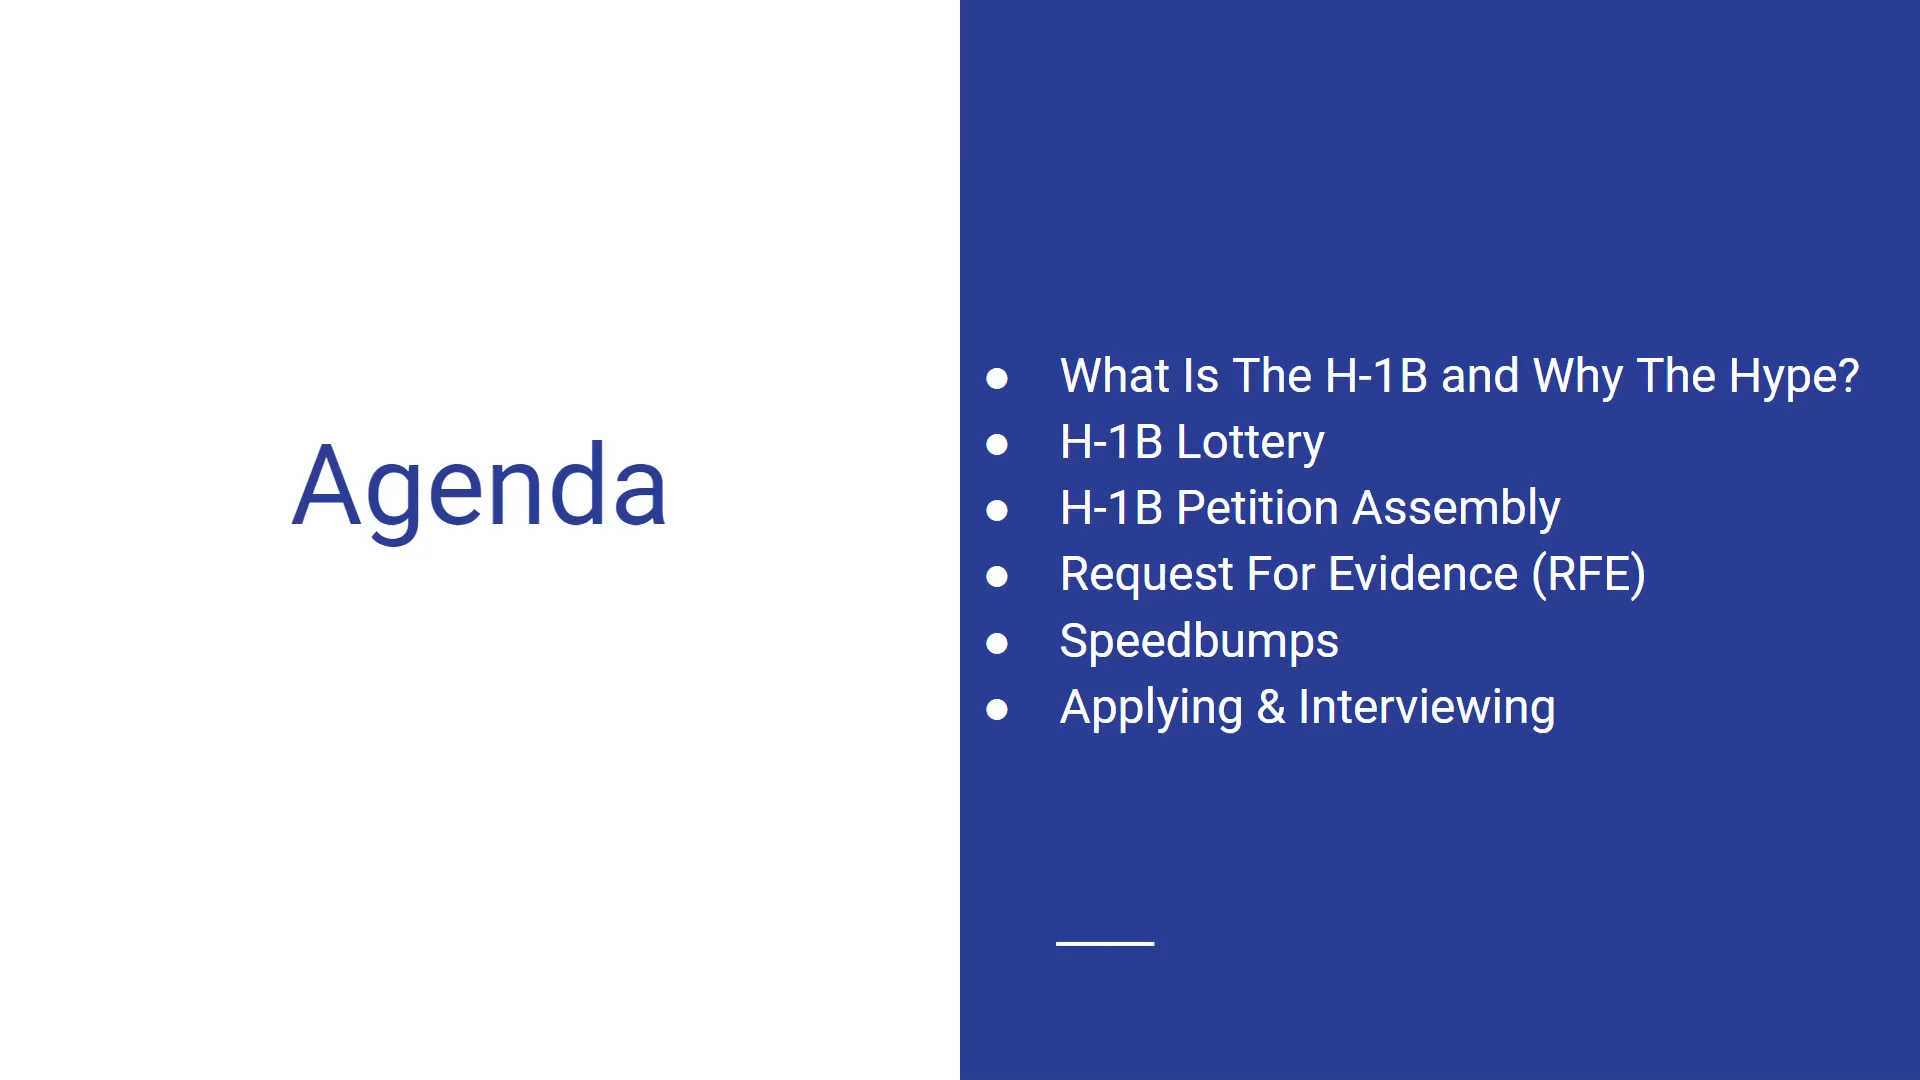 Agenda
● What Is The H-1B and Why The Hype?
● H-1B Lottery
● H-1B Petition Assembly
● Request For Evidence (RFE)
● Speedbumps
● Applying & Interviewing